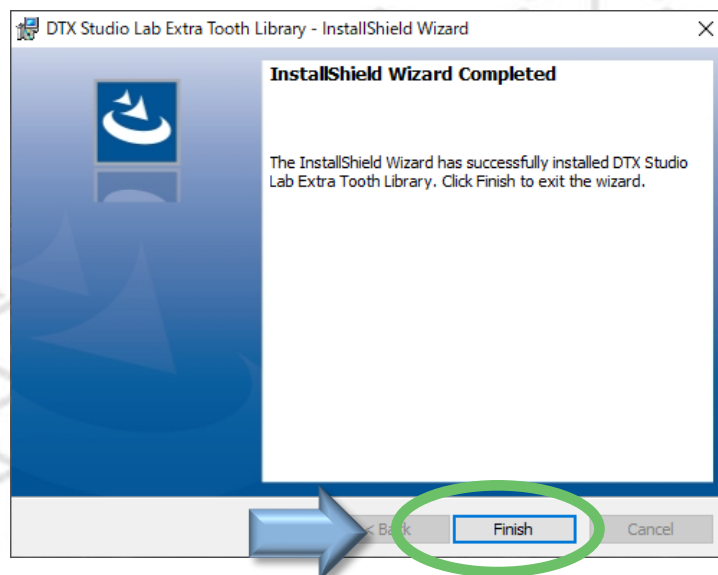 DTX Studio Lab Extra Tooth Library - InstallShield Wizard
InstallShield Wizard Completed
The InstallShield Wizard has successfully installed DTX Studio
Lab Extra Tooth Library. Click Finish to exit the wizard.
< Back
Finish
Cancel